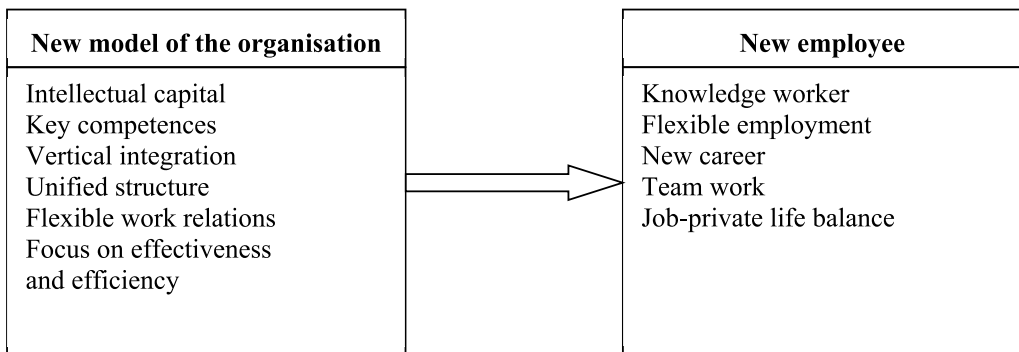 New model of the organisation
Intellectual capital
Key competences
Vertical integration
Unified structure
Flexible work relations
Focus on effectiveness
and efficiency
New employee
Knowledge worker
Flexible employment
New career
Team work
Job-private life balance